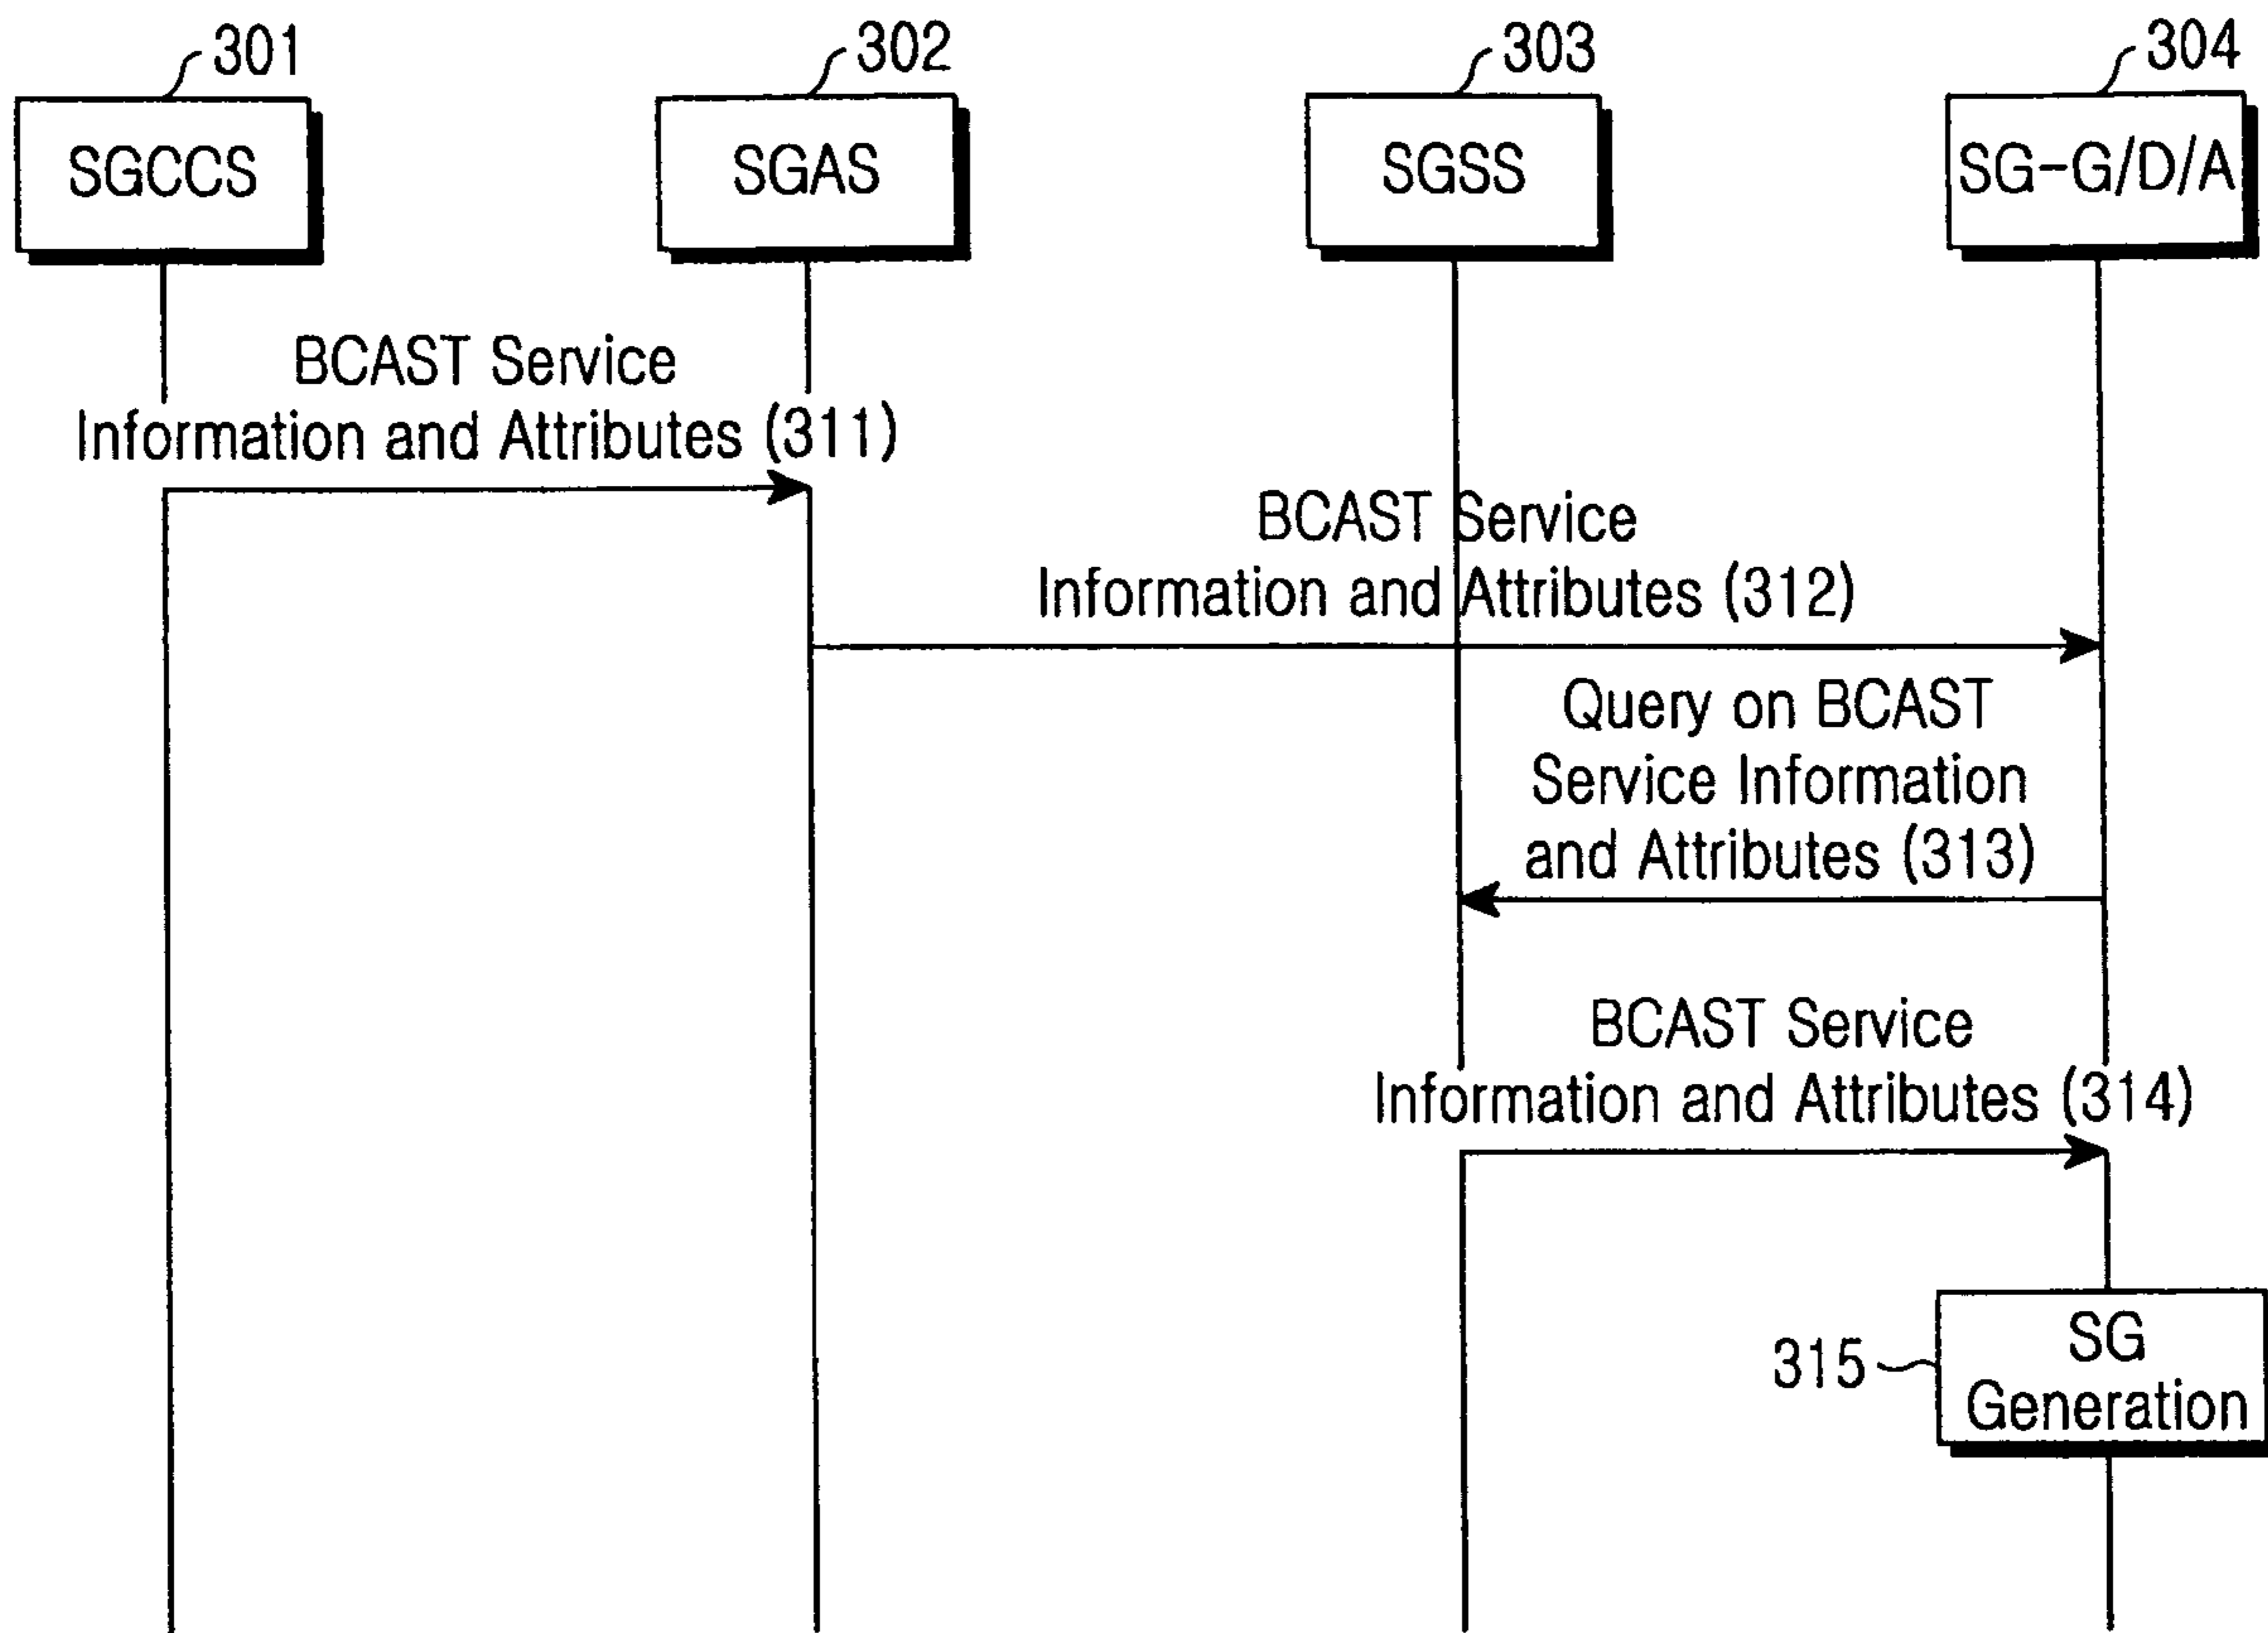 301
302
303
304
SGCCS
SGAS
SGSS
SG-G/D/A
BCAST Service
Information and Attributes (311)
BCAST Service
Information and Attributes (312)
Query on BCAST
Service Information
and Attributes (313)
BCAST Service
Information and Attributes (314)
315
SG
Generation